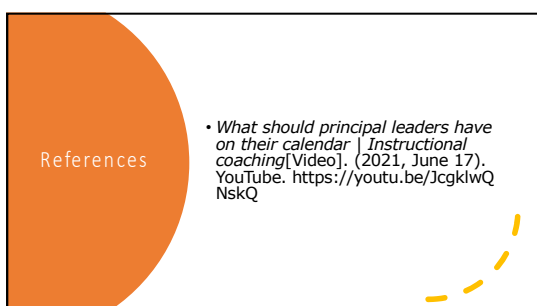 References
• What should principal leaders have
on their calendar | Instructional
coaching[Video]. (2021, June 17).
YouTube. https://youtu.be/JcgklwQ
NskQ